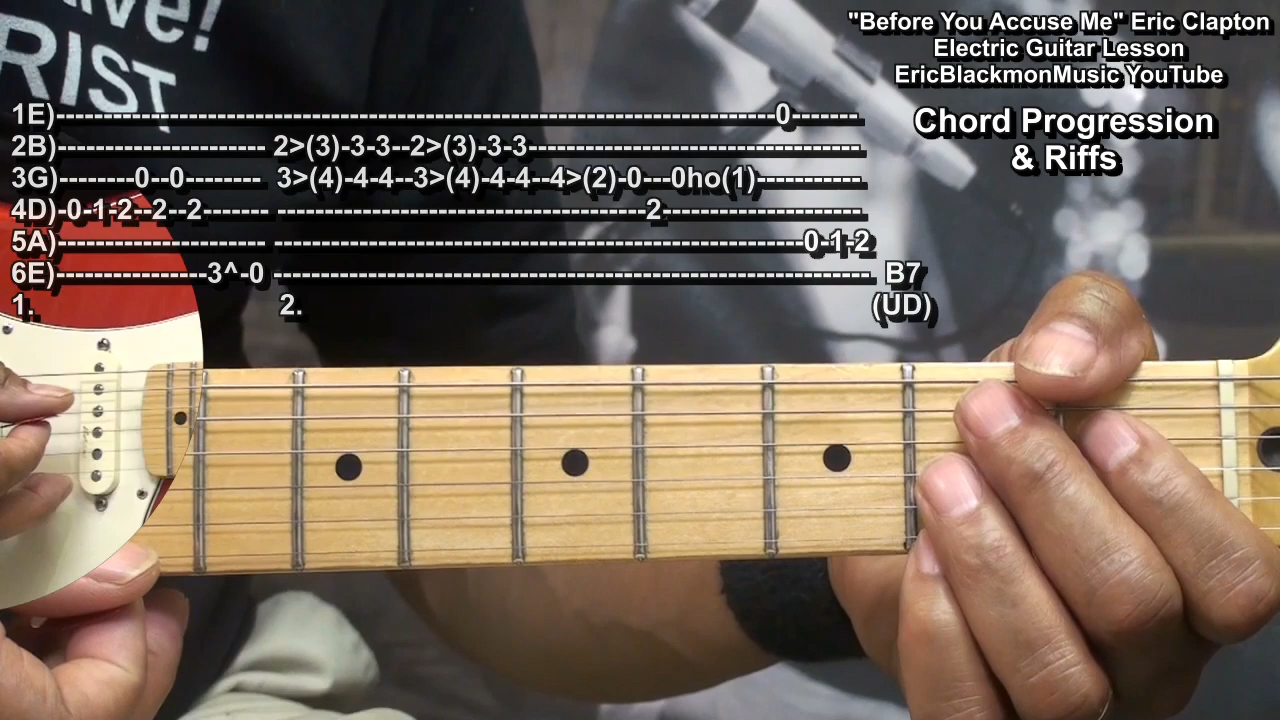 ive!
RIST
"Before You Accuse Me" Eric Clapton
Electric Guitar Lesson
EricBlackmonMusic YouTube
Chord Progression
& Riffs
1E)-----------------------------------------------0-------
2B)-------------------- 2>(3)-3-3--2>(3)-3-3--------------------------------
3G)--------0--0-------- 3>(4)-4-4--3>(4)-4-4--4>(2)-0---0ho(1)----------
4D)-0-1-2--2--2------- -----------------------------------2-------------------
5A)-------------------- -------------------------------------------------0-1-2
6E)--------------3^-0 --------------------------------------------------------- B7
1. 2. (UD)